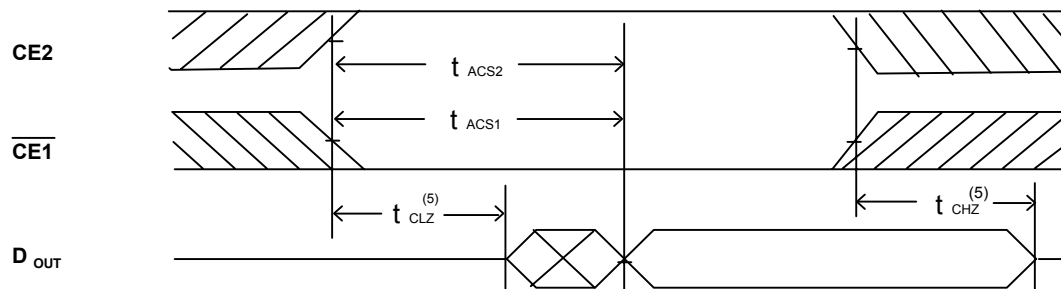 CE2
t ACS2
CE1
t ACS1
t CLZ (5)
t CHZ (5)
D OUT